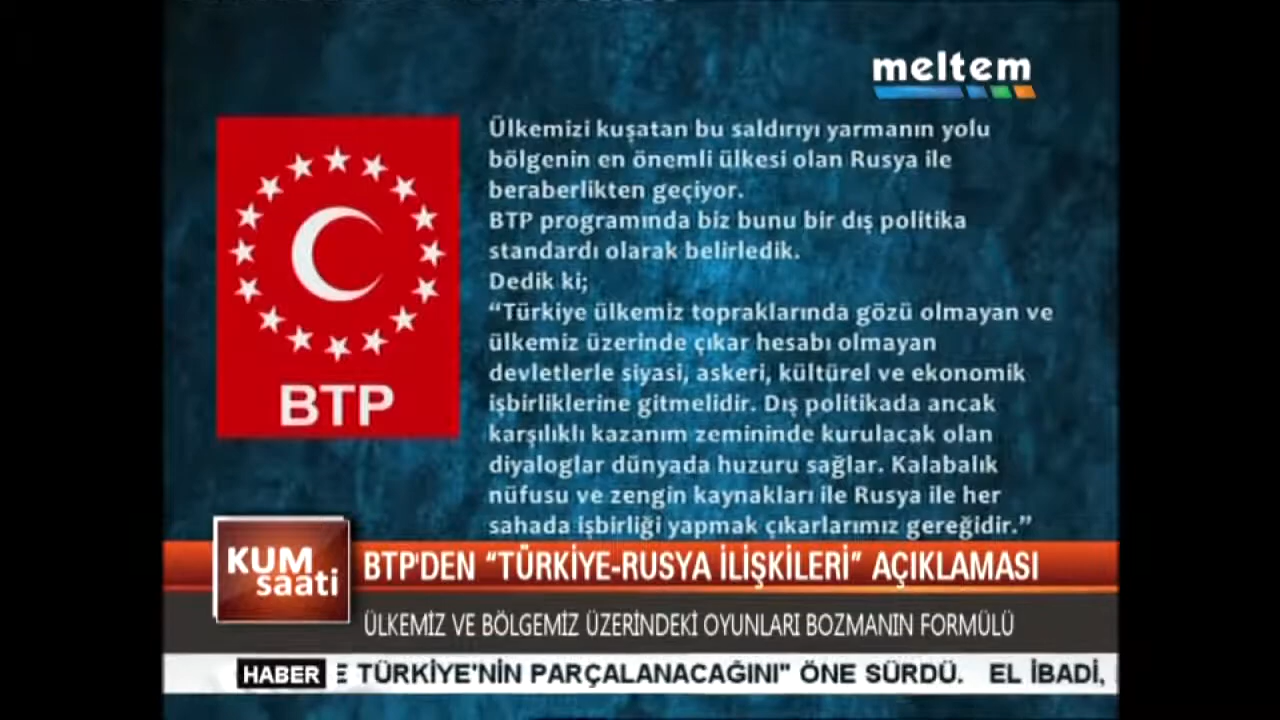 meltem
Ülkemizi kuşatan bu saldırıyı yarmanın yolu
bölgenin en önemli ülkesi olan Rusya ile
beraberlikten geçiyor.
BTP programında biz bunu bir dış politika
standardı olarak belirledik.
Dedik ki;
“Türkiye ülkemiz topraklarında gözü olmayan ve
ülkemiz üzerinde çıkar hesabı olmayan
devletlerle siyasi, askeri, kültürel ve ekonomik
işbirliklerine gitmelidir. Dış politikada ancak
karşılıklı kazanım zemininde kurulacak olan
diyaloglar dünyada huzuru sağlar. Kalabalık
nüfusu ve zengin kaynakları ile Rusya ile her
sahada işbirliği yapmak çıkarlarımız gereğidir.”
BTP
KUM
saati
BTP'DEN “TÜRKİYE-RUSYA İLİŞKİLERİ” AÇIKLAMASI
ÜLKEMİZ VE BÖLGEMİZ ÜZERİNDEKİ OYUNLARI BOZMANIN FORMÜLÜ
HABER E TÜRKİYE'NİN PARÇALANACAĞINI" ÖNE SÜRDÜ. EL İBADİ,